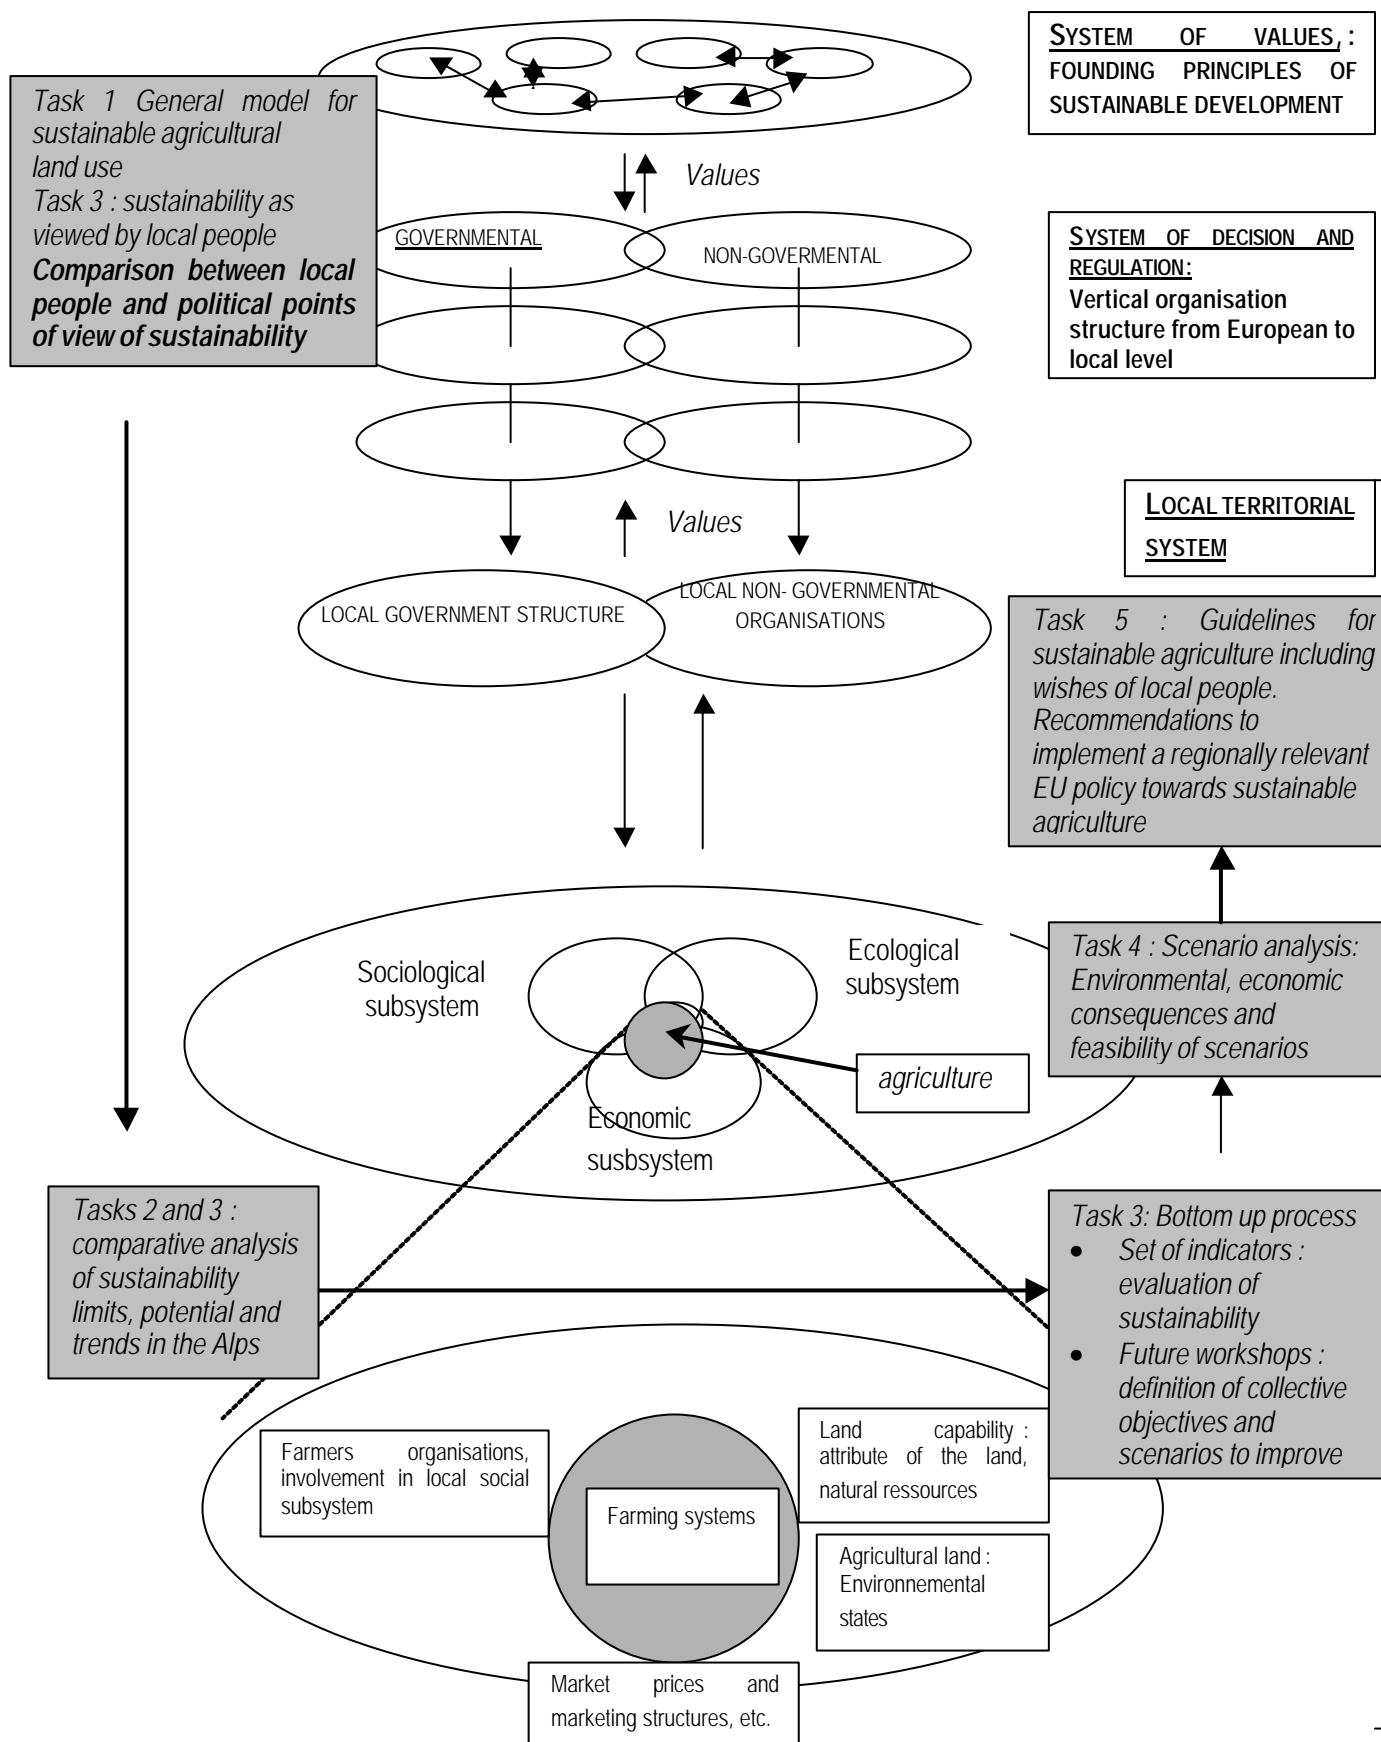 SYSTEM OF VALUES, :
FOUNDING PRINCIPLES OF
SUSTAINABLE DEVELOPMENT
Task 1 General model for
sustainable agricultural
land use
Task 3 : sustainability as
viewed by local people
Comparison between local
people and political points
of view of sustainability
Values
GOVERNMENTAL
NON-GOVERMENTAL
SYSTEM OF DECISION AND
REGULATION:
Vertical organisation
structure from European to
local level
Values
LOCAL TERRITORIAL
SYSTEM
LOCAL GOVERNMENT STRUCTURE
LOCAL NON- GOVERNMENTAL
ORGANISATIONS
Task 5 : Guidelines for
sustainable agriculture including
wishes of local people.
Recommendations to
implement a regionally relevant
EU policy towards sustainable
agriculture
Sociological
subsystem
Ecological
subsystem
Task 4 : Scenario analysis:
Environmental, economic
consequences and
feasibility of scenarios
agriculture
Economic
susbsystem
Tasks 2 and 3 :
comparative analysis
of sustainability
limits, potential and
trends in the Alps
Task 3: Bottom up process
• Set of indicators :
evaluation of
sustainability
• Future workshops :
definition of collective
objectives and
scenarios to improve
Farmers organisations,
involvement in local social
subsystem
Land capability :
attribute of the land,
natural ressources
Farming systems
Agricultural land :
Environnemental
states
Market prices and
marketing structures, etc.